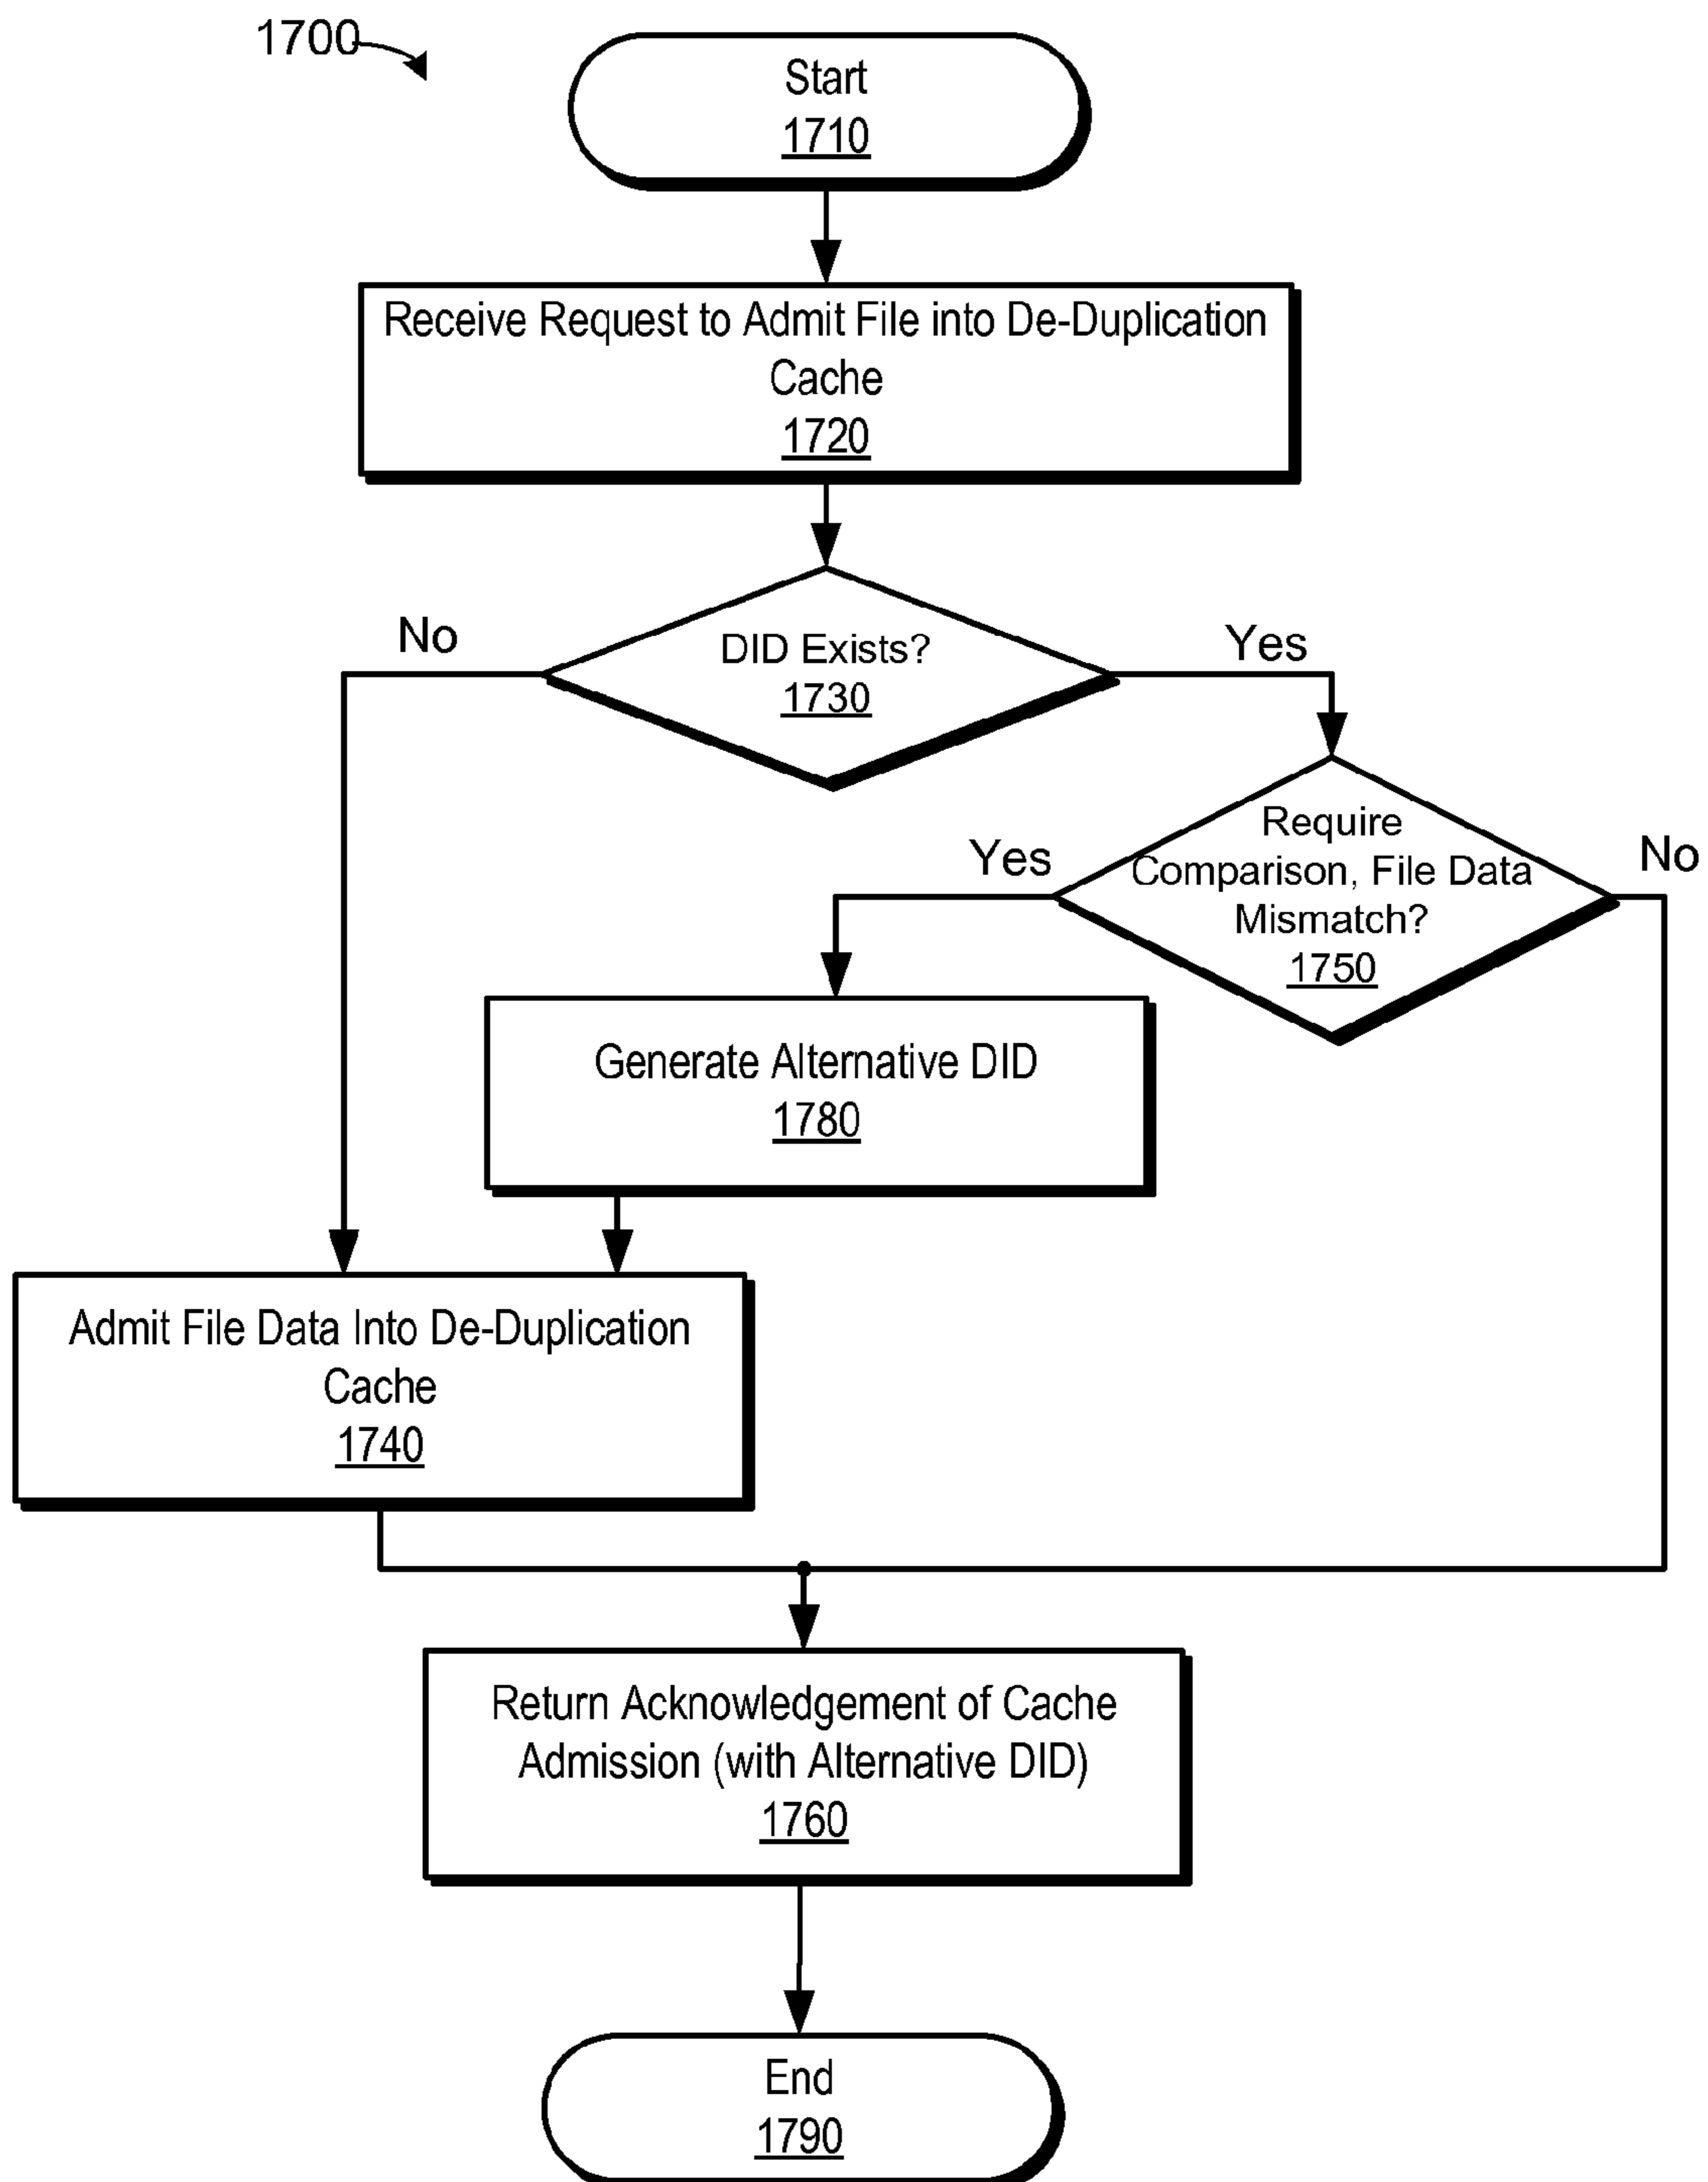 1700
Start
1710
Receive Request to Admit File into De-Duplication
Cache
1720
No
DID Exists?
1730
Yes
Require
Comparison, File Data
Mismatch?
1750
Yes
No
Generate Alternative DID
1780
Admit File Data Into De-Duplication
Cache
1740
Return Acknowledgement of Cache
Admission (with Alternative DID)
1760
End
1790